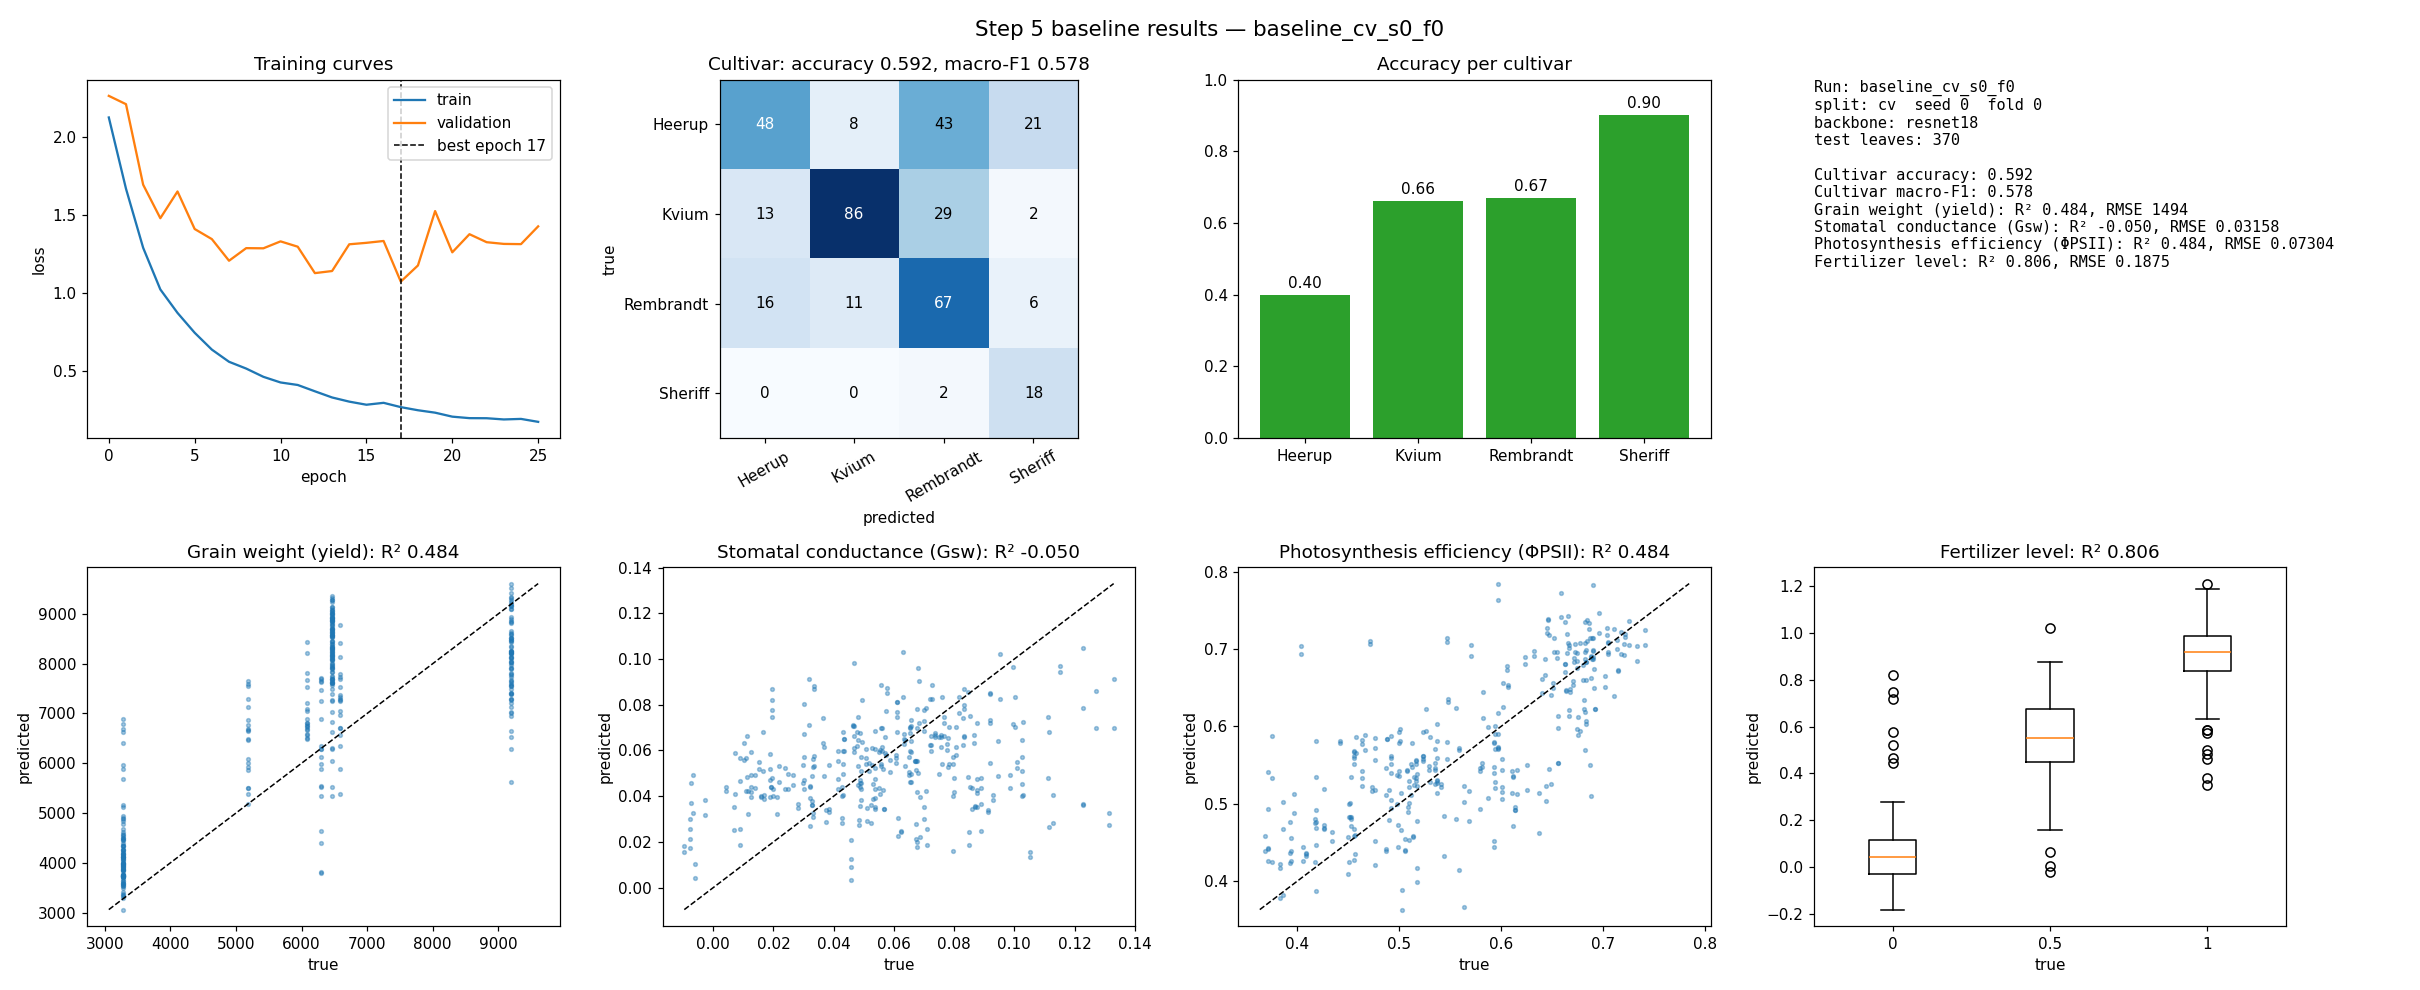 Step 5 baseline results — baseline_cv_s0_f0
Training curves
train
validation
best epoch 17
2.0
1.5
1.0
0.5
loss
0 5 10 15 20 25
epoch
Cultivar: accuracy 0.592, macro-F1 0.578
true
Heerup 48 8 43 21
Kvium 13 86 29 2
Rembrandt 16 11 67 6
Sheriff 0 0 2 18
Heerup Kvium Rembrandt Sheriff
predicted
Accuracy per cultivar
1.0
0.8
0.6
0.4
0.2
0.0
0.40 0.66 0.67 0.90
Heerup Kvium Rembrandt Sheriff
Run: baseline_cv_s0_f0
split: cv  seed 0  fold 0
backbone: resnet18
test leaves: 370
Cultivar accuracy: 0.592
Cultivar macro-F1: 0.578
Grain weight (yield): R² 0.484, RMSE 1494
Stomatal conductance (Gsw): R² -0.050, RMSE 0.03158
Photosynthesis efficiency (ΦPSII): R² 0.484, RMSE 0.07304
Fertilizer level: R² 0.806, RMSE 0.1875
Grain weight (yield): R² 0.484
predicted
9000
8000
7000
6000
5000
4000
3000
3000 4000 5000 6000 7000 8000 9000
true
Stomatal conductance (Gsw): R² -0.050
predicted
0.14
0.12
0.10
0.08
0.06
0.04
0.02
0.00
0.00 0.02 0.04 0.06 0.08 0.10 0.12 0.14
true
Photosynthesis efficiency (ΦPSII): R² 0.484
predicted
0.8
0.7
0.6
0.5
0.4
0.4 0.5 0.6 0.7 0.8
true
Fertilizer level: R² 0.806
predicted
1.2
1.0
0.8
0.6
0.4
0.2
0.0
−0.2
0 0.5 1
true